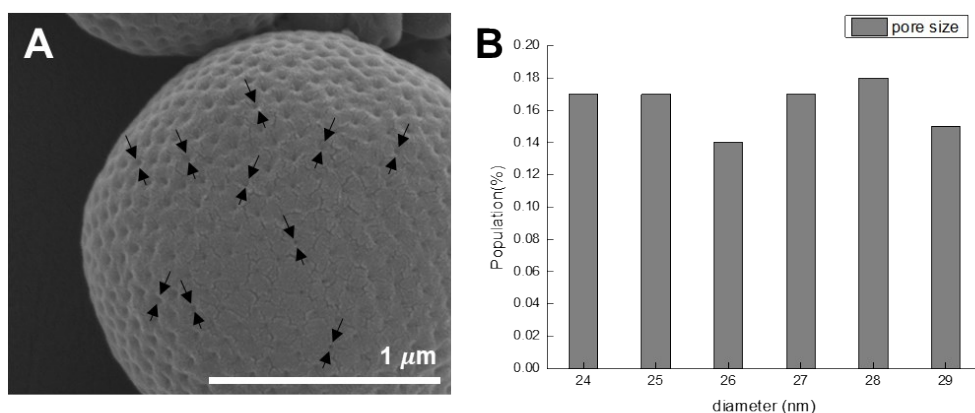 A
1 μm
B
pore size
Population(%)
0.20
0.18
0.16
0.14
0.12
0.10
0.08
0.06
0.04
0.02
0.00
24 25 26 27 28 29
diameter (nm)